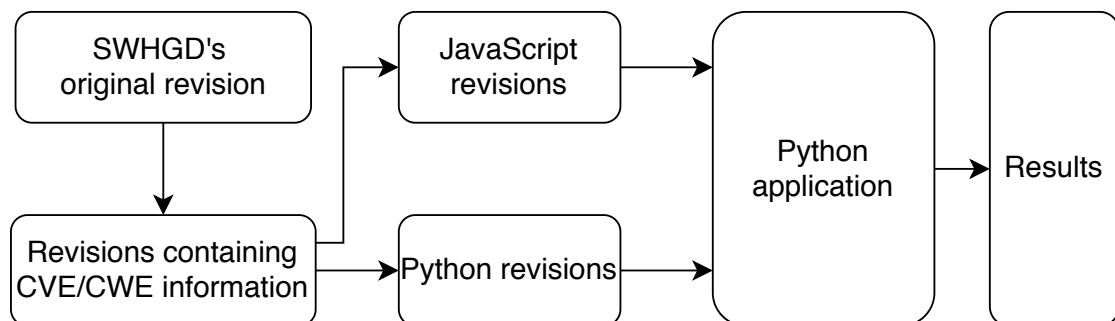 SWHGD's
original revision
Revisions containing
CVE/CWE information
JavaScript
revisions
Python revisions
Python
application
Results